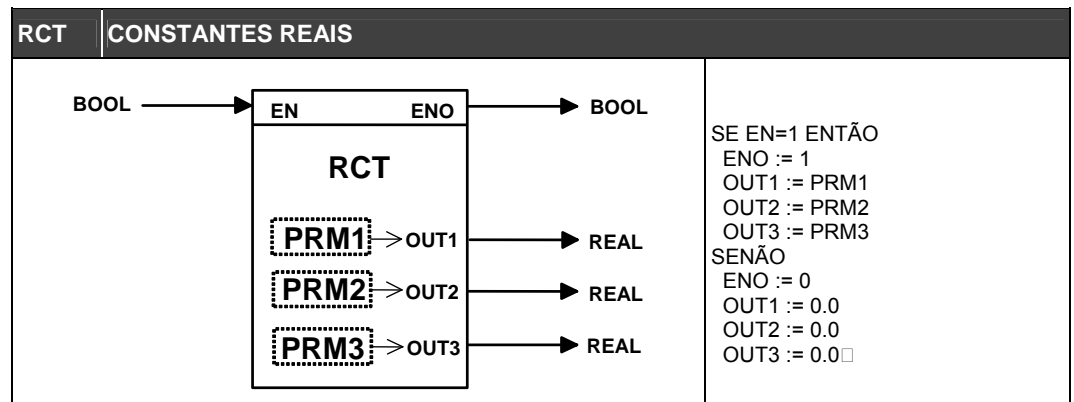 RCT CONSTANTES REAIS
BOOL EN ENO BOOL
RCT
PRM1 OUT1 REAL
PRM2 OUT2 REAL
PRM3 OUT3 REAL
SE EN=1 ENTÃO
ENO := 1
OUT1 := PRM1
OUT2 := PRM2
OUT3 := PRM3
SENÃO
ENO := 0
OUT1 := 0.0
OUT2 := 0.0
OUT3 := 0.0□